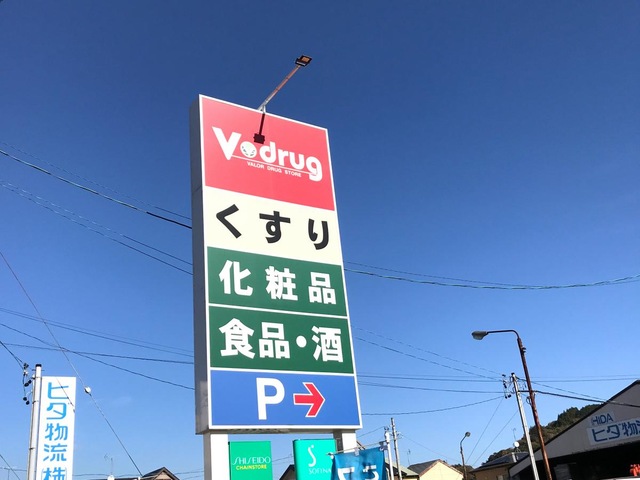 V drug
VALOR DRUG STORE
くすり
化粧品
食品・酒
P→
SHISEIDO
CHAINSTORE
S
ヒダ物流株
HIDA
ヒダ物流